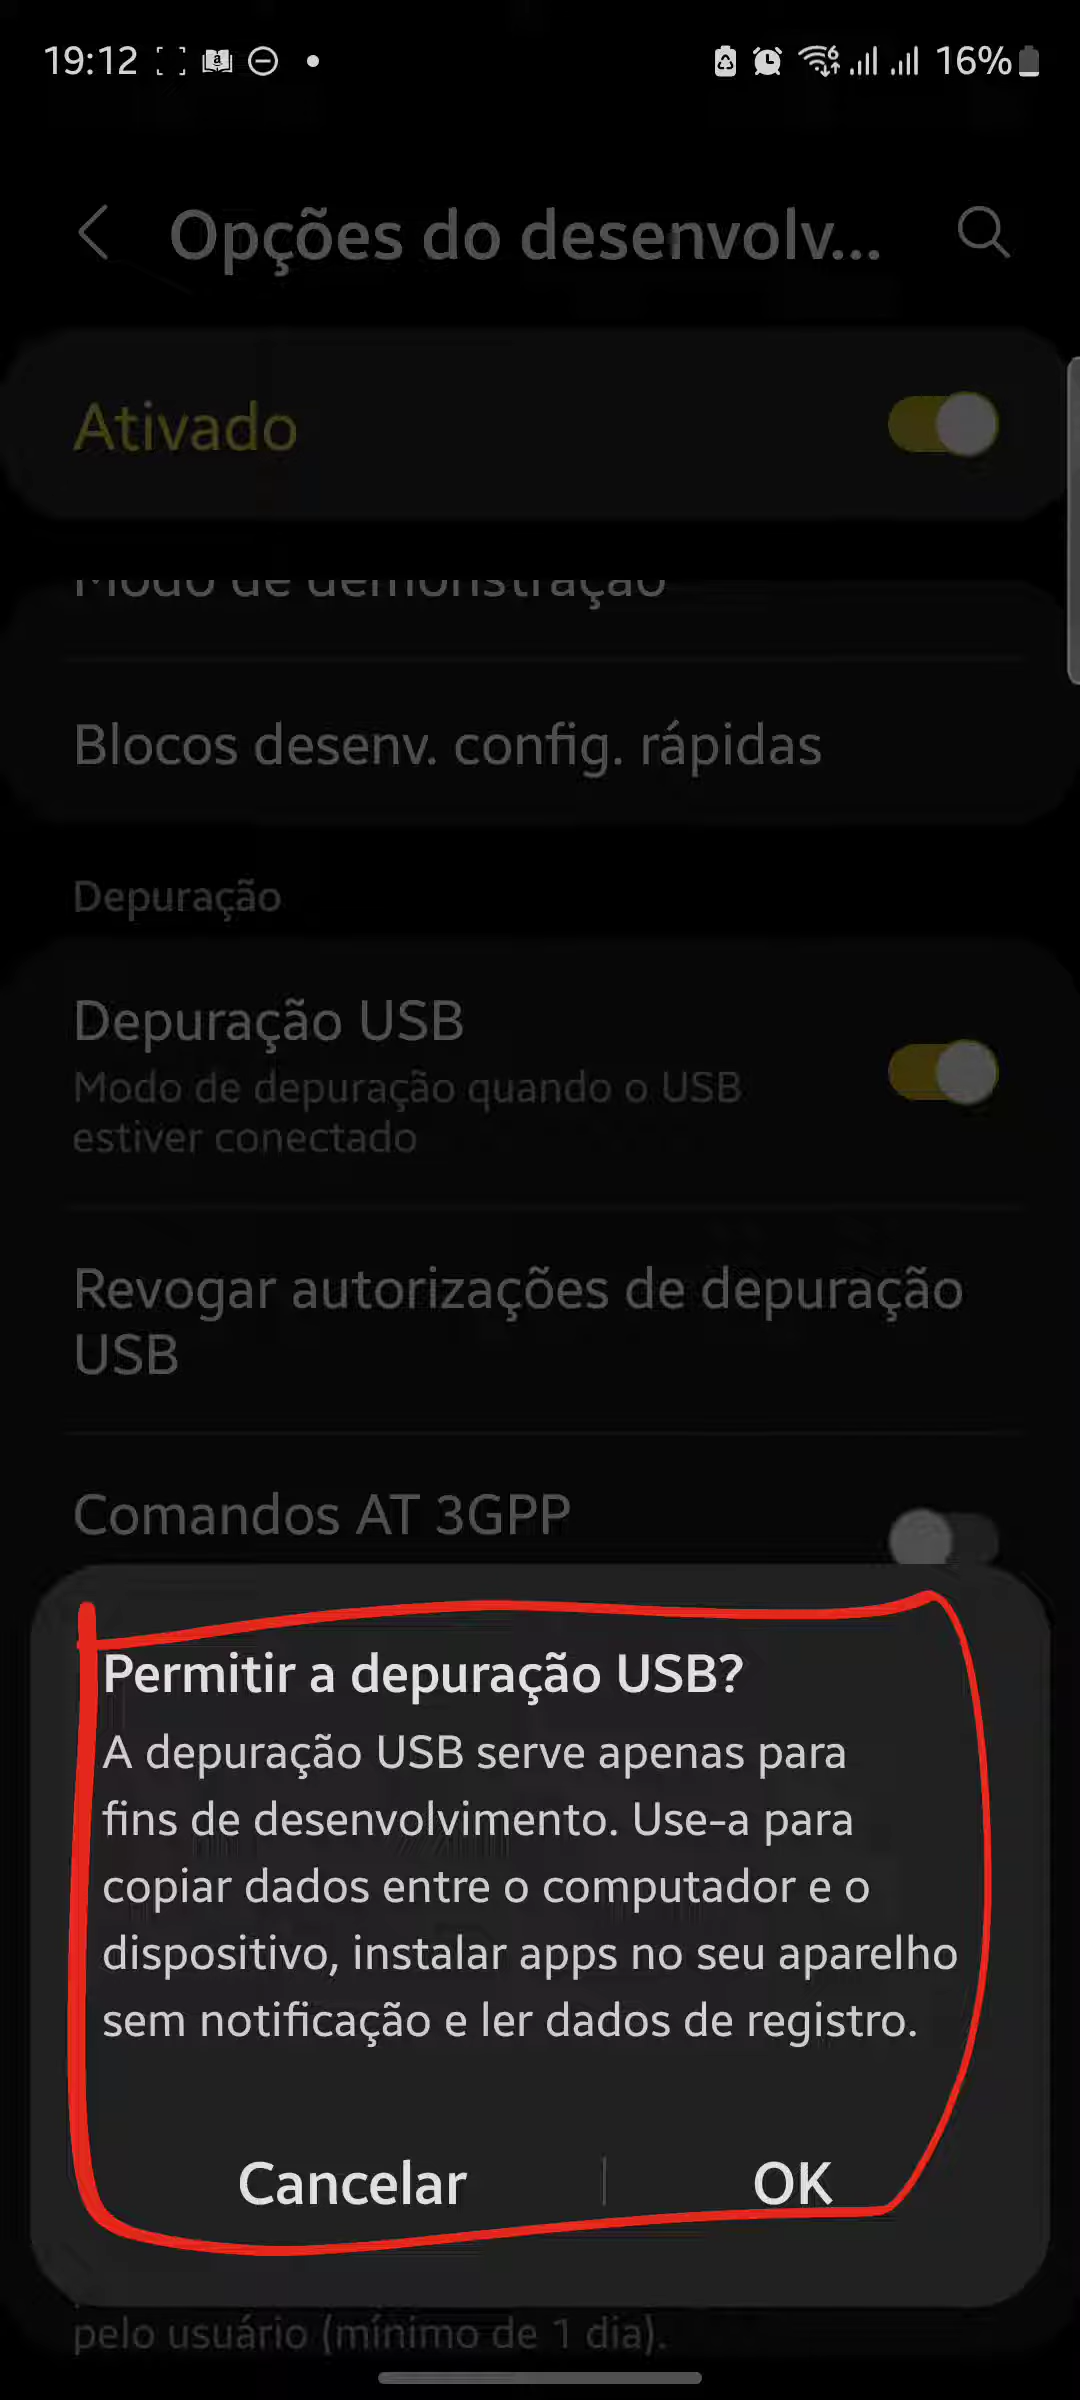 19:12
16%
Opções do desenvolv...
Ativado
Modo de demonstração
Blocos desenv. config. rápidas
Depuração
Depuração USB
Modo de depuração quando o USB
estiver conectado
Revogar autorizações de depuração
USB
Comandos AT 3GPP
Permitir a depuração USB?
A depuração USB serve apenas para
fins de desenvolvimento. Use-a para
copiar dados entre o computador e o
dispositivo, instalar apps no seu aparelho
sem notificação e ler dados de registro.
Cancelar
OK
pelo usuário (mínimo de 1 dia).